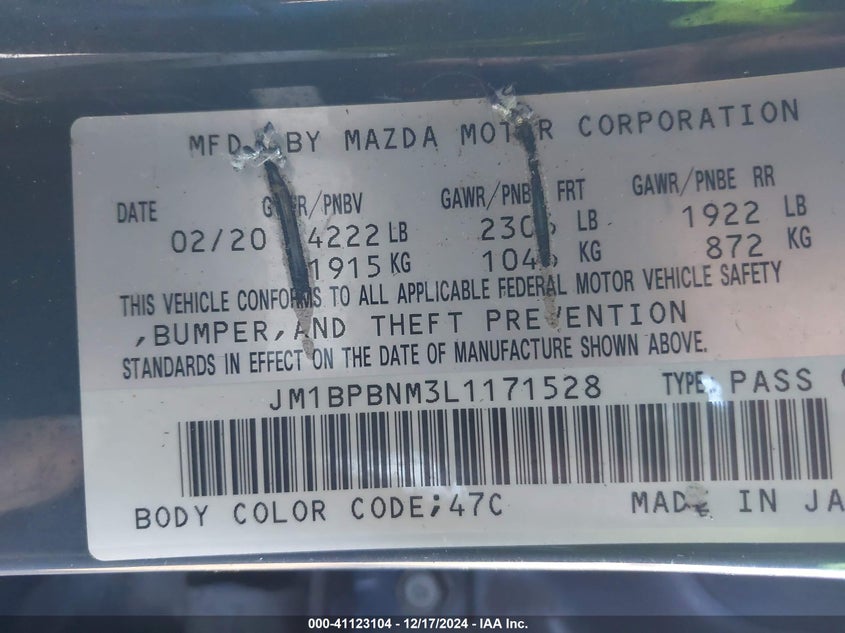 MFD. BY MAZDA MOTOR CORPORATION
DATE GVWR/PNBV GAWR/PNBE FRT GAWR/PNBE RR
02/20 4222 LB LB 1922 LB
1915 KG KG 872 KG
THIS VEHICLE CONFORMS TO ALL APPLICABLE FEDERAL MOTOR VEHICLE SAFETY
,BUMPER,AND THEFT PREVENTION
STANDARDS IN EFFECT ON THE DATE OF MANUFACTURE SHOWN ABOVE.
JM1BPBNM3L1171528 TYPE; PASS
BODY COLOR CODE;47C MADE IN JA
000-41123104 - 12/17/2024 - IAA Inc.